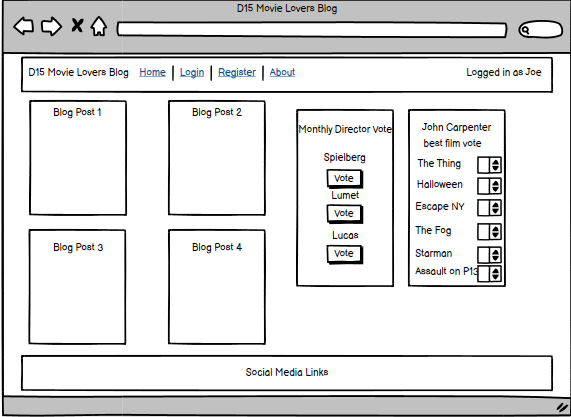 D15 Movie Lovers Blog
D15 Movie Lovers Blog Home Login Register About Logged in as Joe
Blog Post 1
Blog Post 2
Blog Post 3
Blog Post 4
Monthly Director Vote
Spielberg
Vote
Lumet
Vote
Lucas
Vote
John Carpenter
best film vote
The Thing
Halloween
Escape NY
The Fog
Starman
Assault on P13
Social Media Links